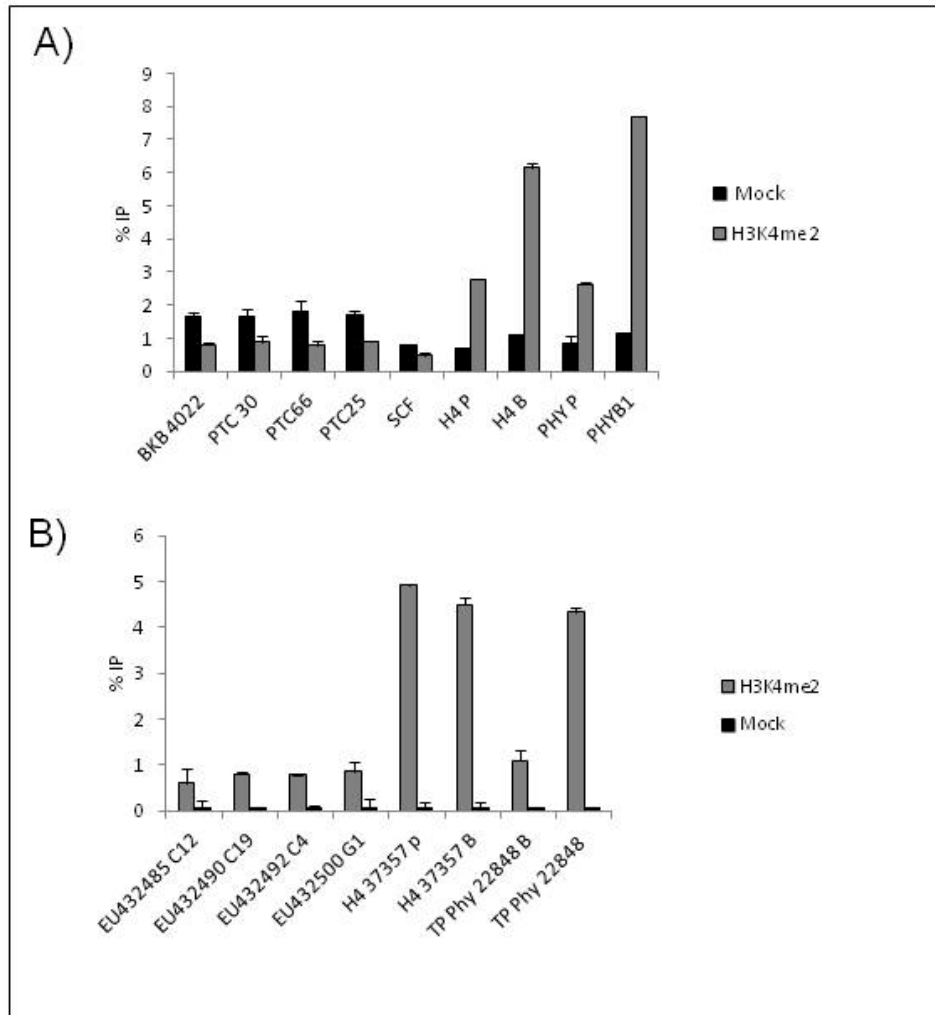 A)
9
8
7
6
5
4
3
2
1
0
% IP
Mock
H3K4me2
BKB 4022
PTC 30
PTC66
PTC25
SCF
H4 P
H4 B
PHY P
PHYB1
B)
6
5
4
3
2
1
0
% IP
H3K4me2
Mock
EU432485 C12
EU432490 C19
EU432492 C4
EU432500 G1
H4 37357 p
H4 37357 B
TP Phy 22848 B
TP Phy 22848